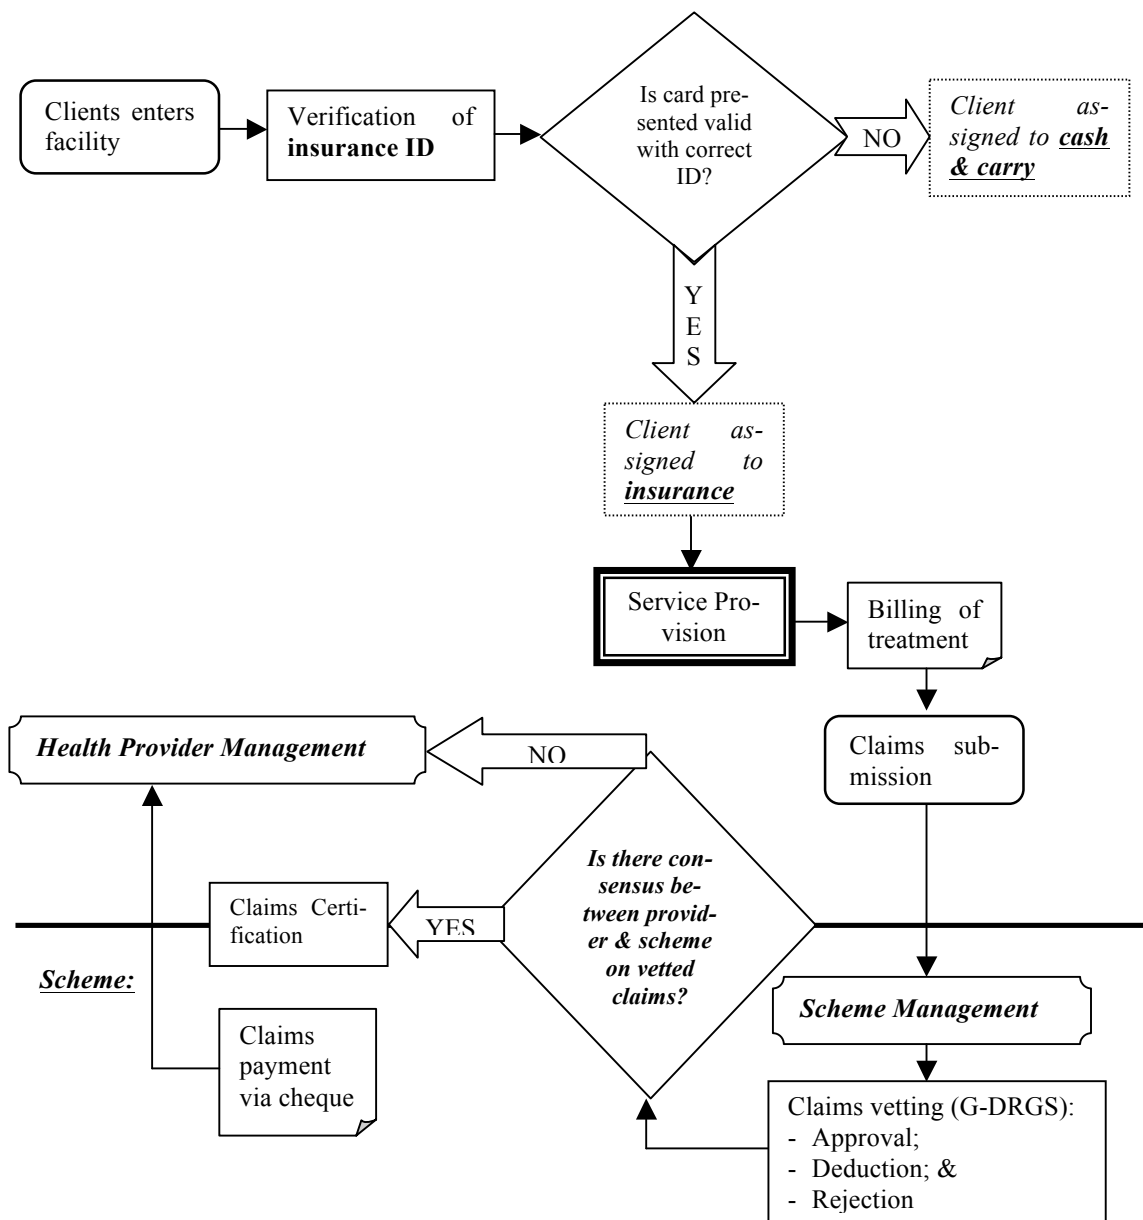 Clients enters
facility
Verification of
insurance ID
Is card pre-
sented valid
with correct
ID?
NO
Client as-
signed to cash
& carry
Y
E
S
Client as-
signed to
insurance
Service Pro-
vision
Billing of
treatment
Health Provider Management
NO
Claims sub-
mission
Is there con-
sensus be-
tween provid-
er & scheme
on vetted
claims?
Claims Certi-
fication
YES
Scheme:
Scheme Management
Claims
payment
via cheque
Claims vetting (G-DRGS):
- Approval;
- Deduction; &
- Rejection